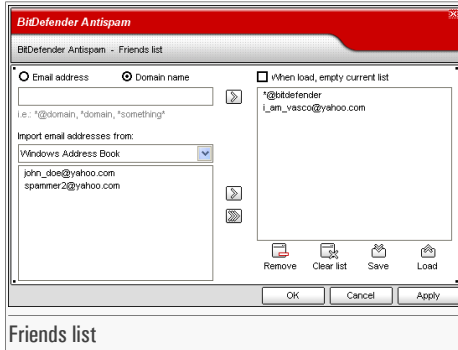 BitDefender Antispam
BitDefender Antispam - Friends list
Email address
Domain name
i.e.: *@domain, *domain, *something*
Import email addresses from:
Windows Address Book
john_doe@yahoo.com
spammer2@yahoo.com
When load, empty current list
*@bitdefender
i_am_vasco@yahoo.com
Remove Clear list Save Load
OK Cancel Apply
Friends list